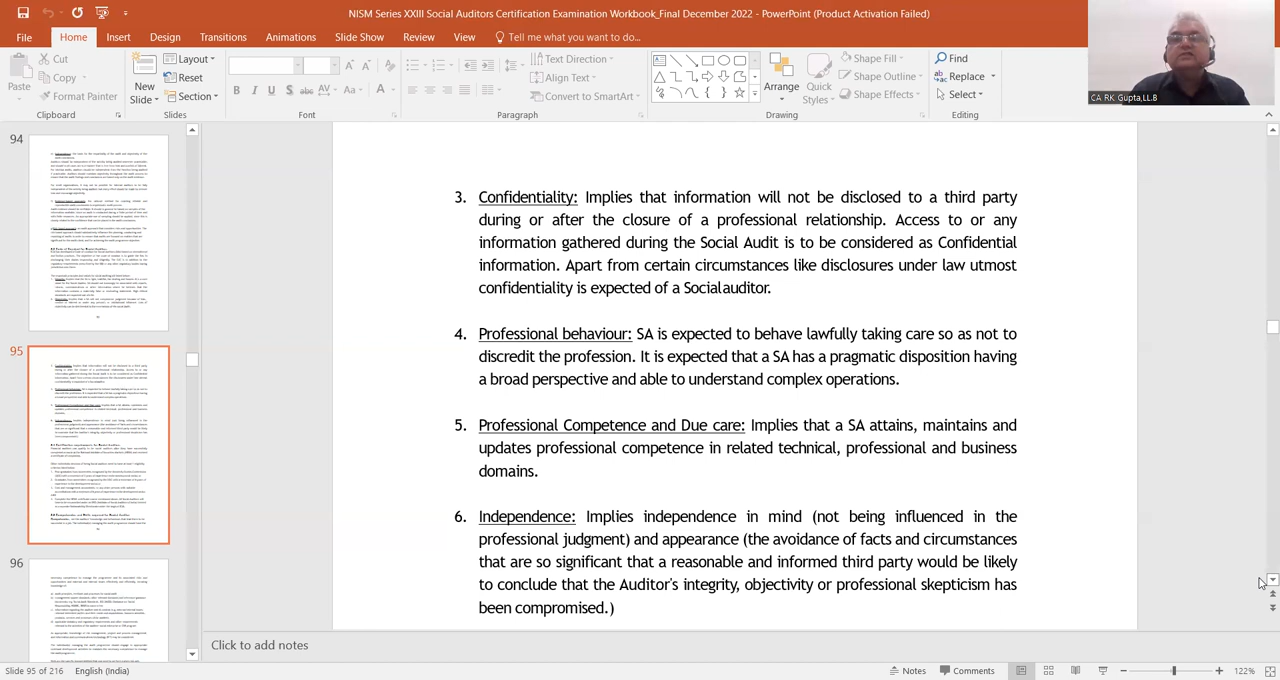 NISM Series XXIII Social Auditors Certification Examination Workbook_Final December 2022 - PowerPoint (Product Activation Failed)
File Home Insert Design Transitions Animations Slide Show Review View Tell me what you want to do...
Paste
Cut
Copy
Format Painter
Clipboard
New Slide
Layout
Reset
Section
Slides
B I U S abc AV Aa A
Font
Text Direction
Align Text
Convert to SmartArt
Paragraph
Arrange
Quick Styles
Shape Fill
Shape Outline
Shape Effects
Drawing
Find
Replace
Select
Editing
CA RK Gupta,LL.B
94
95
96
3. Confidentiality: Implies that information will not be exposed to a third party
during or after the closure of a professional relationship. Access to or any
information gathered during the Social Audit is to be considered as Confidential
Information. Apart from certain circumstances like disclosures under law utmost
confidentiality is expected of a Socialauditor.
4. Professional behaviour: SA is expected to behave lawfully taking care so as not to
discredit the profession. It is expected that a SA has pragmatic disposition having
a broad perspective and able to understand complex operations.
5. Professional competence and Due care: Implies that SA attains, maintains and
updates professional competence in related technical, professional and business
6. Implies independence of mind (not being influenced in the
professional judgment) and appearance (the avoidance of facts and circumstances
that are so significant that a reasonable and informed third party would be likely
to conclude that the Auditor's integrity, objectivity or professional skepticism has
been compromised.)
Click to add notes
Slide 95 of 216 English (India) Notes Comments 122%